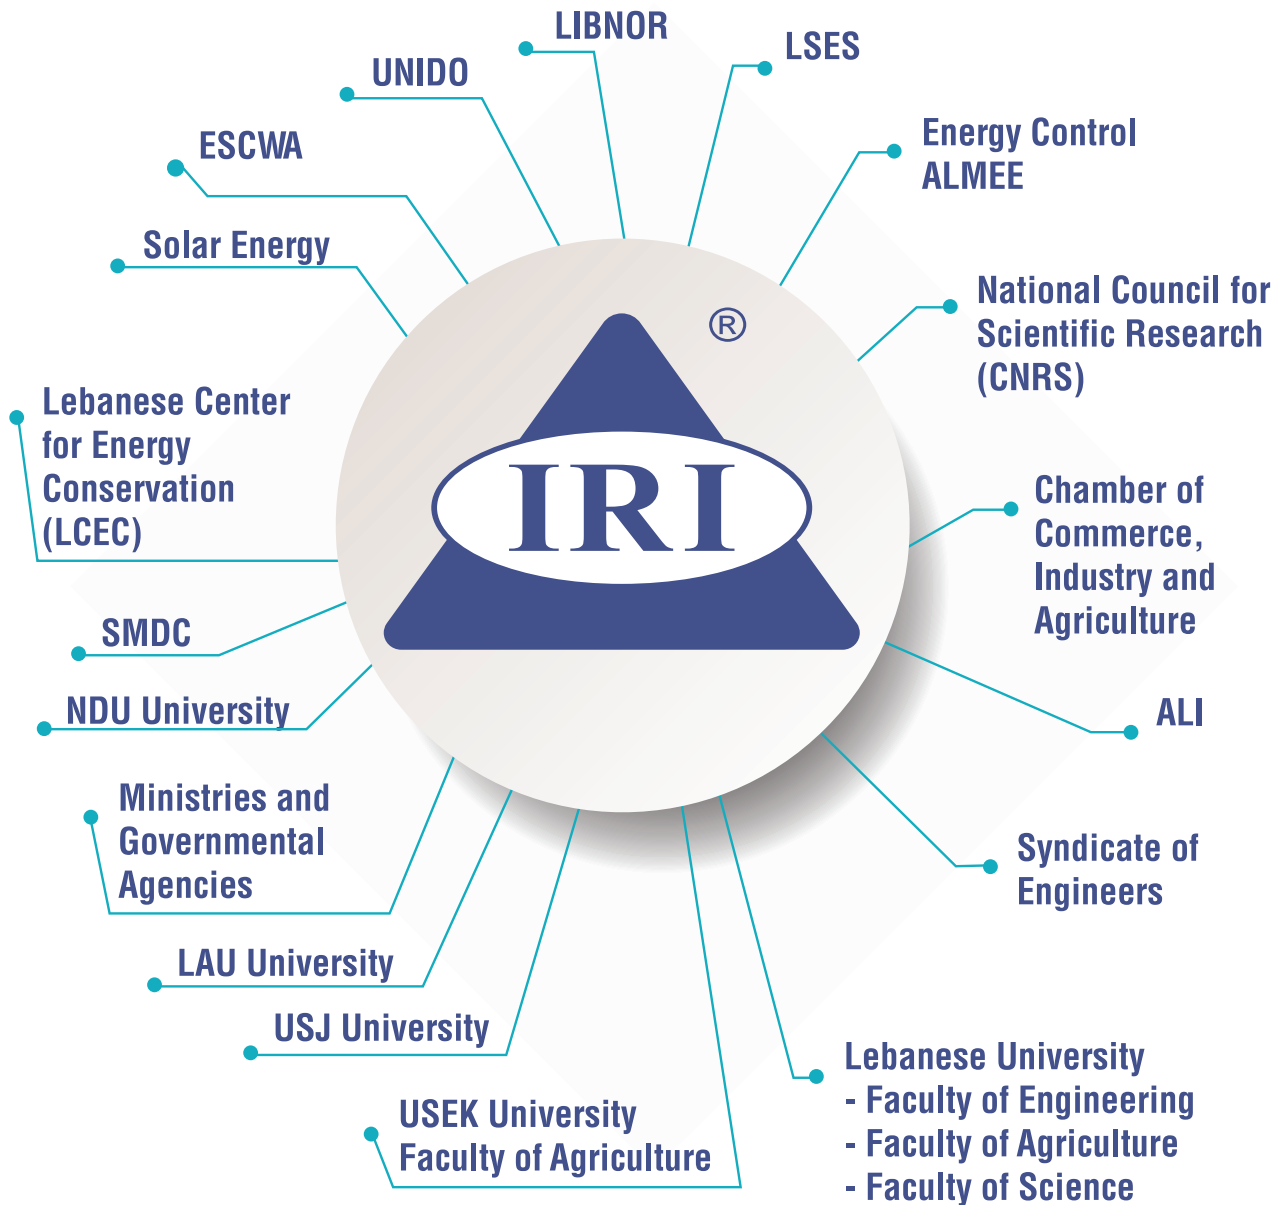 LIBNOR
LSES
UNIDO
Energy Control
ALMEE
ESCWA
Solar Energy
National Council for
Scientific Research
(CNRS)
®
IRI
Lebanese Center
for Energy
Conservation
(LCEC)
Chamber of
Commerce,
Industry and
Agriculture
SMDC
NDU University
ALI
Ministries and
Governmental
Agencies
Syndicate of
Engineers
LAU University
USJ University
USEK University
Faculty of Agriculture
Lebanese University
- Faculty of Engineering
- Faculty of Agriculture
- Faculty of Science